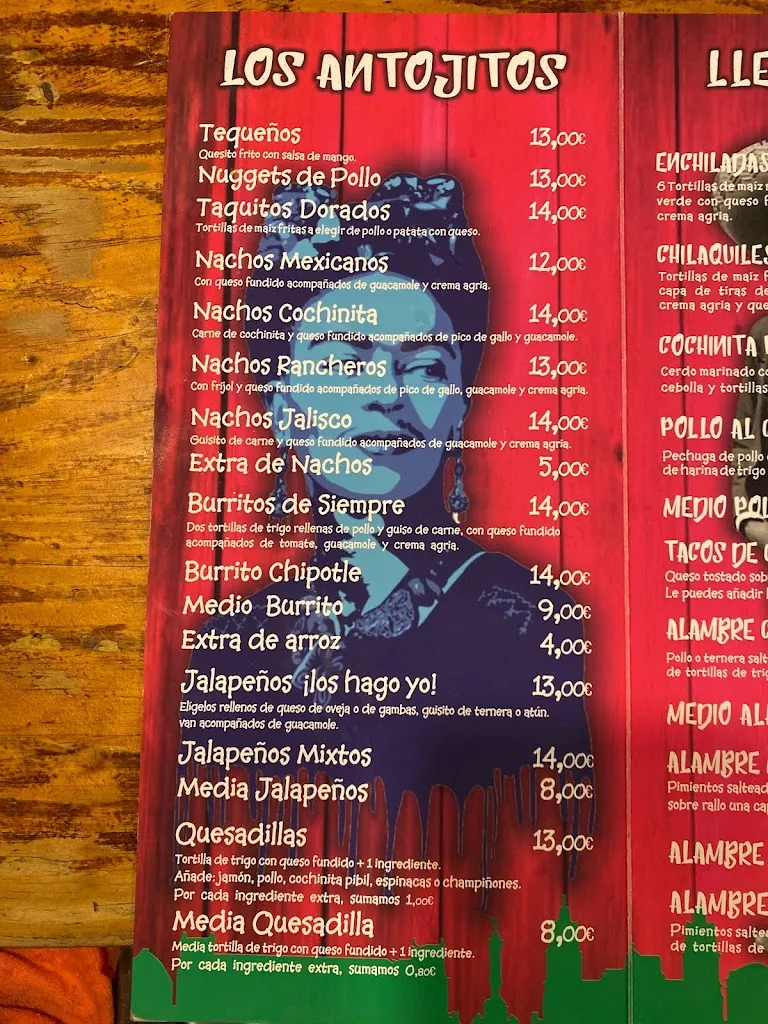 LOS ANTOJITOS
Tequeños 13,00€
Quesito frito con salsa de mango.
Nuggets de Pollo 13,00€
Taquitos Dorados 14,00€
Tortillas de maíz fritas a elegir de pollo o patata con queso.
Nachos Mexicanos 12,00€
Con queso fundido acompañados de guacamole y crema agria.
Nachos Cochinita 14,00€
Carne de cochinita y queso fundido acompañados de pico de gallo y guacamole.
Nachos Rancheros 13,00€
Con frijol y queso fundido acompañados de pico de gallo, guacamole y crema agria.
Nachos Jalisco 14,00€
Guisito de carne y queso fundido acompañados de guacamole y crema agria.
Extra de Nachos 5,00€
Burritos de Siempre 14,00€
Dos tortillas de trigo rellenas de pollo y guiso de carne, con queso fundido
acompañados de tomate, guacamole y crema agria.
Burrito Chipotle 14,00€
Medio Burrito 9,00€
Extra de arroz 4,00€
Jalapeños ¡los hago yo! 13,00€
Elígelos rellenos de queso de oveja o de gambas, guisito de ternera o atún.
van acompañados de guacamole.
Jalapeños Mixtos 14,00€
Media Jalapeños 8,00€
Quesadillas 13,00€
Tortilla de trigo con queso fundido + 1 ingrediente.
Añade: jamón, pollo, cochinita pibil, espinacas o champiñones.
Por cada ingrediente extra, sumamos 1,00€
Media Quesadilla 8,00€
Media tortilla de trigo con queso fundido + 1 ingrediente.
Por cada ingrediente extra, sumamos 0,80€
LLE
ENCHILADAS
6 Tortillas de maíz
verde con queso
crema agria.
CHILAQUILES
Tortillas de maíz
capa de tiras de
crema agria y que
COCHINITA
Cerdo marinado
cebolla y tortillas
POLLO AL
Pechuga de pollo
de harina de trigo
MEDIO POL
TACOS DE
Queso tostado sob
Le puedes añadir
ALAMBRE
Pollo o ternera salt
de tortillas de trig
MEDIO AL
ALAMBRE
Pimientos saltead
sobre rallo una cap
ALAMBRE
ALAMBRE
Pimientos saltea
de tortillas de